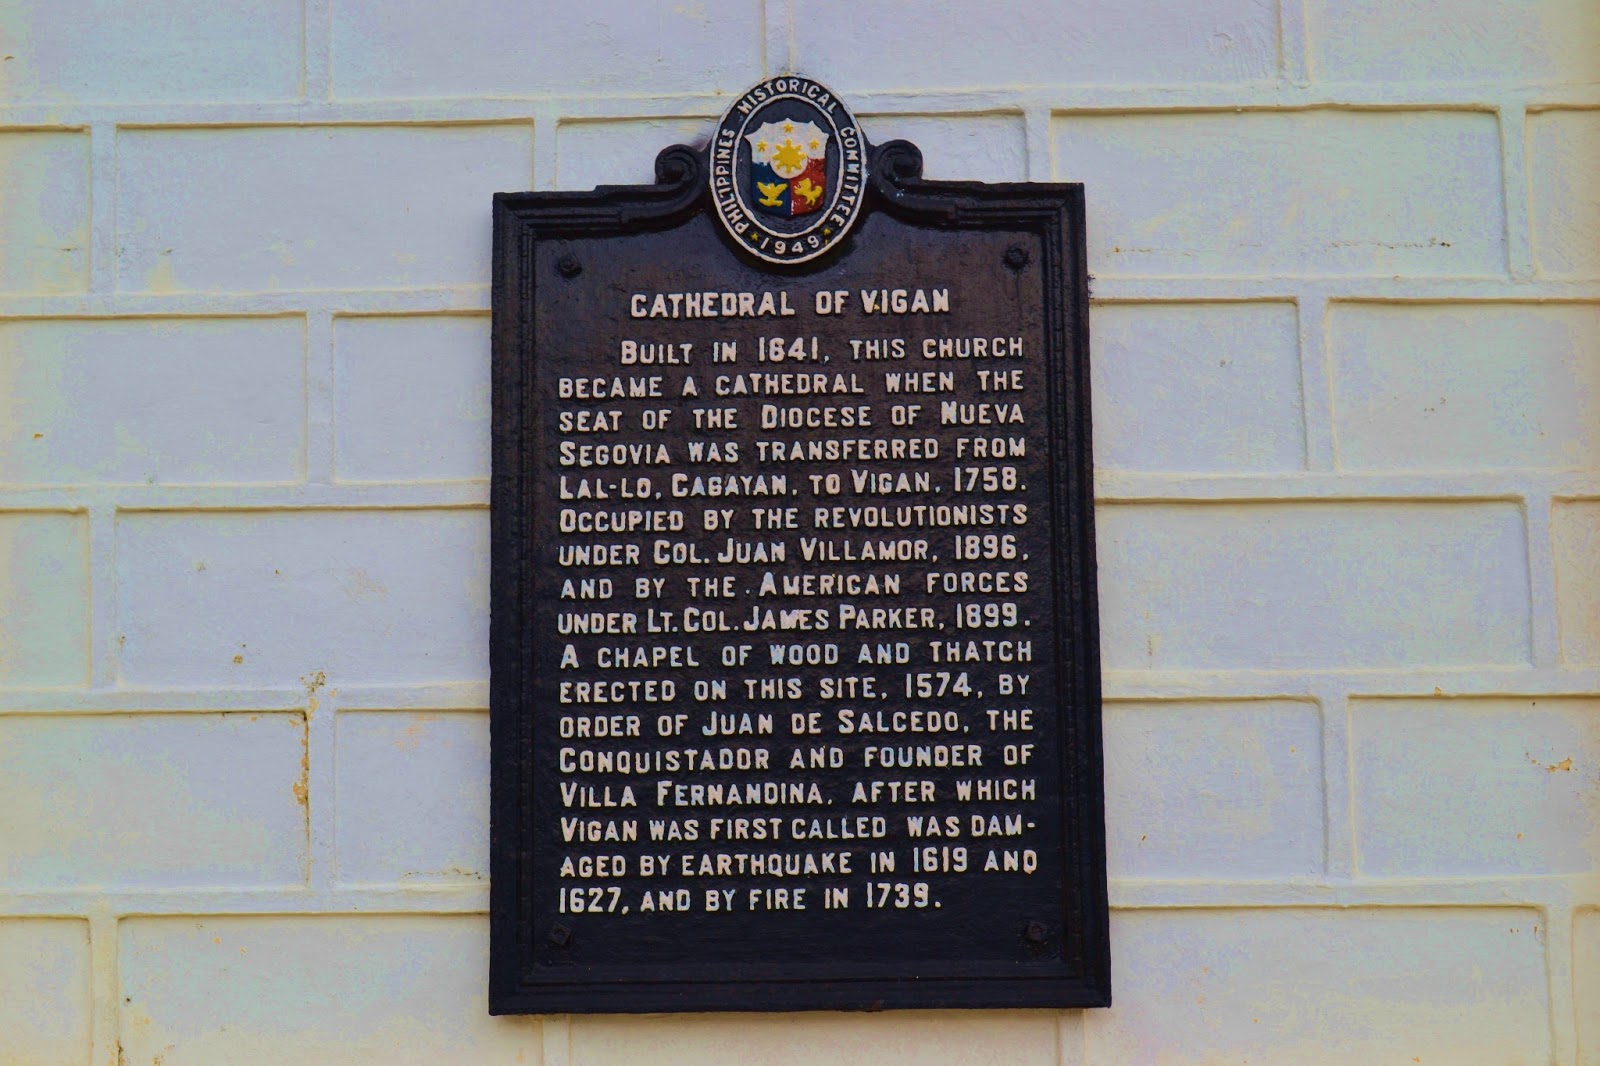 PHILIPPINES HISTORICAL COMMITTEE
1949
CATHEDRAL OF VIGAN
BUILT IN 1641, THIS CHURCH
BECAME A CATHEDRAL WHEN THE
SEAT OF THE DIOCESE OF NUEVA
SEGOVIA WAS TRANSFERRED FROM
LAL-LO, CAGAYAN, TO VIGAN, 1758.
OCCUPIED BY THE REVOLUTIONISTS
UNDER COL. JUAN VILLAMOR, 1896,
AND BY THE AMERICAN FORCES
UNDER LT. COL. JAMES PARKER, 1899.
A CHAPEL OF WOOD AND THATCH
ERECTED ON THIS SITE, 1574, BY
ORDER OF JUAN DE SALCEDO, THE
CONQUISTADOR AND FOUNDER OF
VILLA FERNANDINA, AFTER WHICH
VIGAN WAS FIRST CALLED WAS DAM-
AGED BY EARTHQUAKE IN 1619 AND
1627, AND BY FIRE IN 1739.